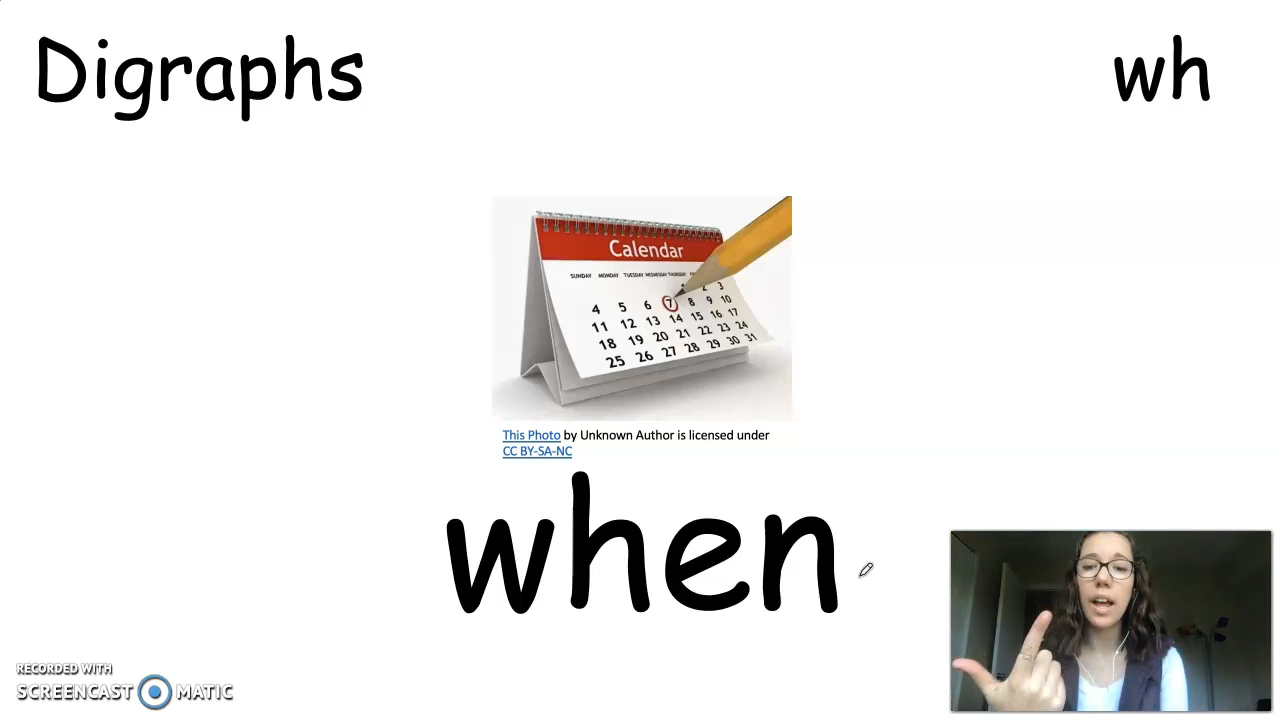 Digraphs wh
Calendar
SUNDAY MONDAY TUESDAY WEDNESDAY THURSDAY
2 3
4 5 6 7 8 9 10
11 12 13 14 15 16 17
18 19 20 21 22 23 24
25 26 27 28 29 30 31
This Photo by Unknown Author is licensed under
CC BY-SA-NC
when
RECORDED WITH
SCREENCAST MATIC